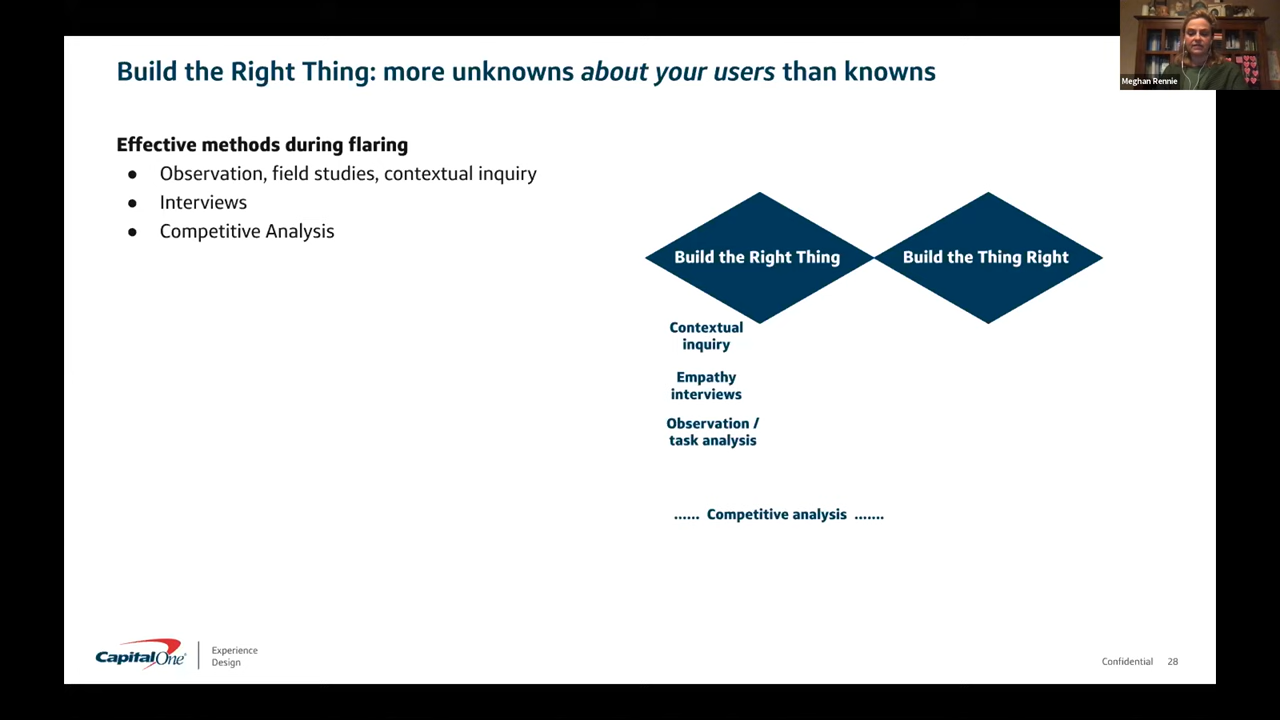 Build the Right Thing: more unknowns about your users than knowns
Meghan Rennie
Effective methods during flaring
● Observation, field studies, contextual inquiry
● Interviews
● Competitive Analysis
Build the Right Thing
Build the Thing Right
Contextual
inquiry
Empathy
interviews
Observation /
task analysis
...... Competitive analysis .......
Capital One
Experience
Design
Confidential 28